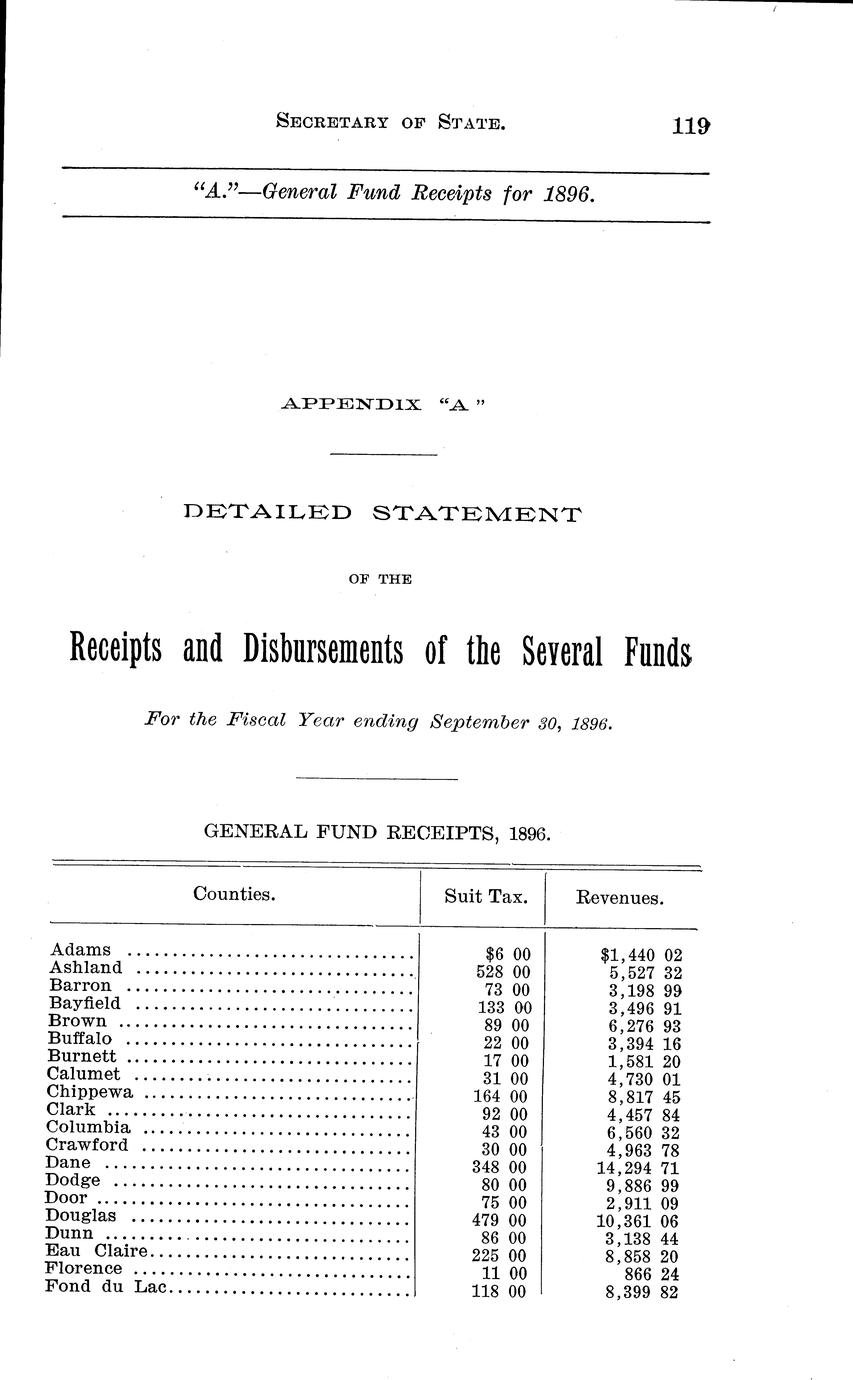 SECRETARY OF STATE. 119
"A."—General Fund Receipts for 1896.
APPENDIX "A"
DETAILED STATEMENT
OF THE
Receipts and Disbursements of the Several Funds
For the Fiscal Year ending September 30, 1896.
GENERAL FUND RECEIPTS, 1896.
Counties. Suit Tax. Revenues.
Adams $6 00 $1,440 02
Ashland 528 00 5,527 32
Barron 73 00 3,198 99
Bayfield 133 00 3,496 91
Brown 89 00 6,276 93
Buffalo 22 00 3,394 16
Burnett 17 00 1,581 20
Calumet 31 00 4,730 01
Chippewa 164 00 8,817 45
Clark 92 00 4,457 84
Columbia 43 00 6,560 32
Crawford 30 00 4,963 78
Dane 348 00 14,294 71
Dodge 80 00 9,886 99
Door 75 00 2,911 09
Douglas 479 00 10,361 06
Dunn 86 00 3,138 44
Eau Claire 225 00 8,858 20
Florence 11 00 866 24
Fond du Lac 118 00 8,399 82